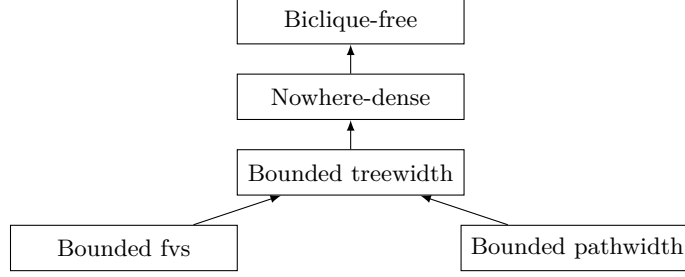 Biclique-free
Nowhere-dense
Bounded treewidth
Bounded fvs
Bounded pathwidth